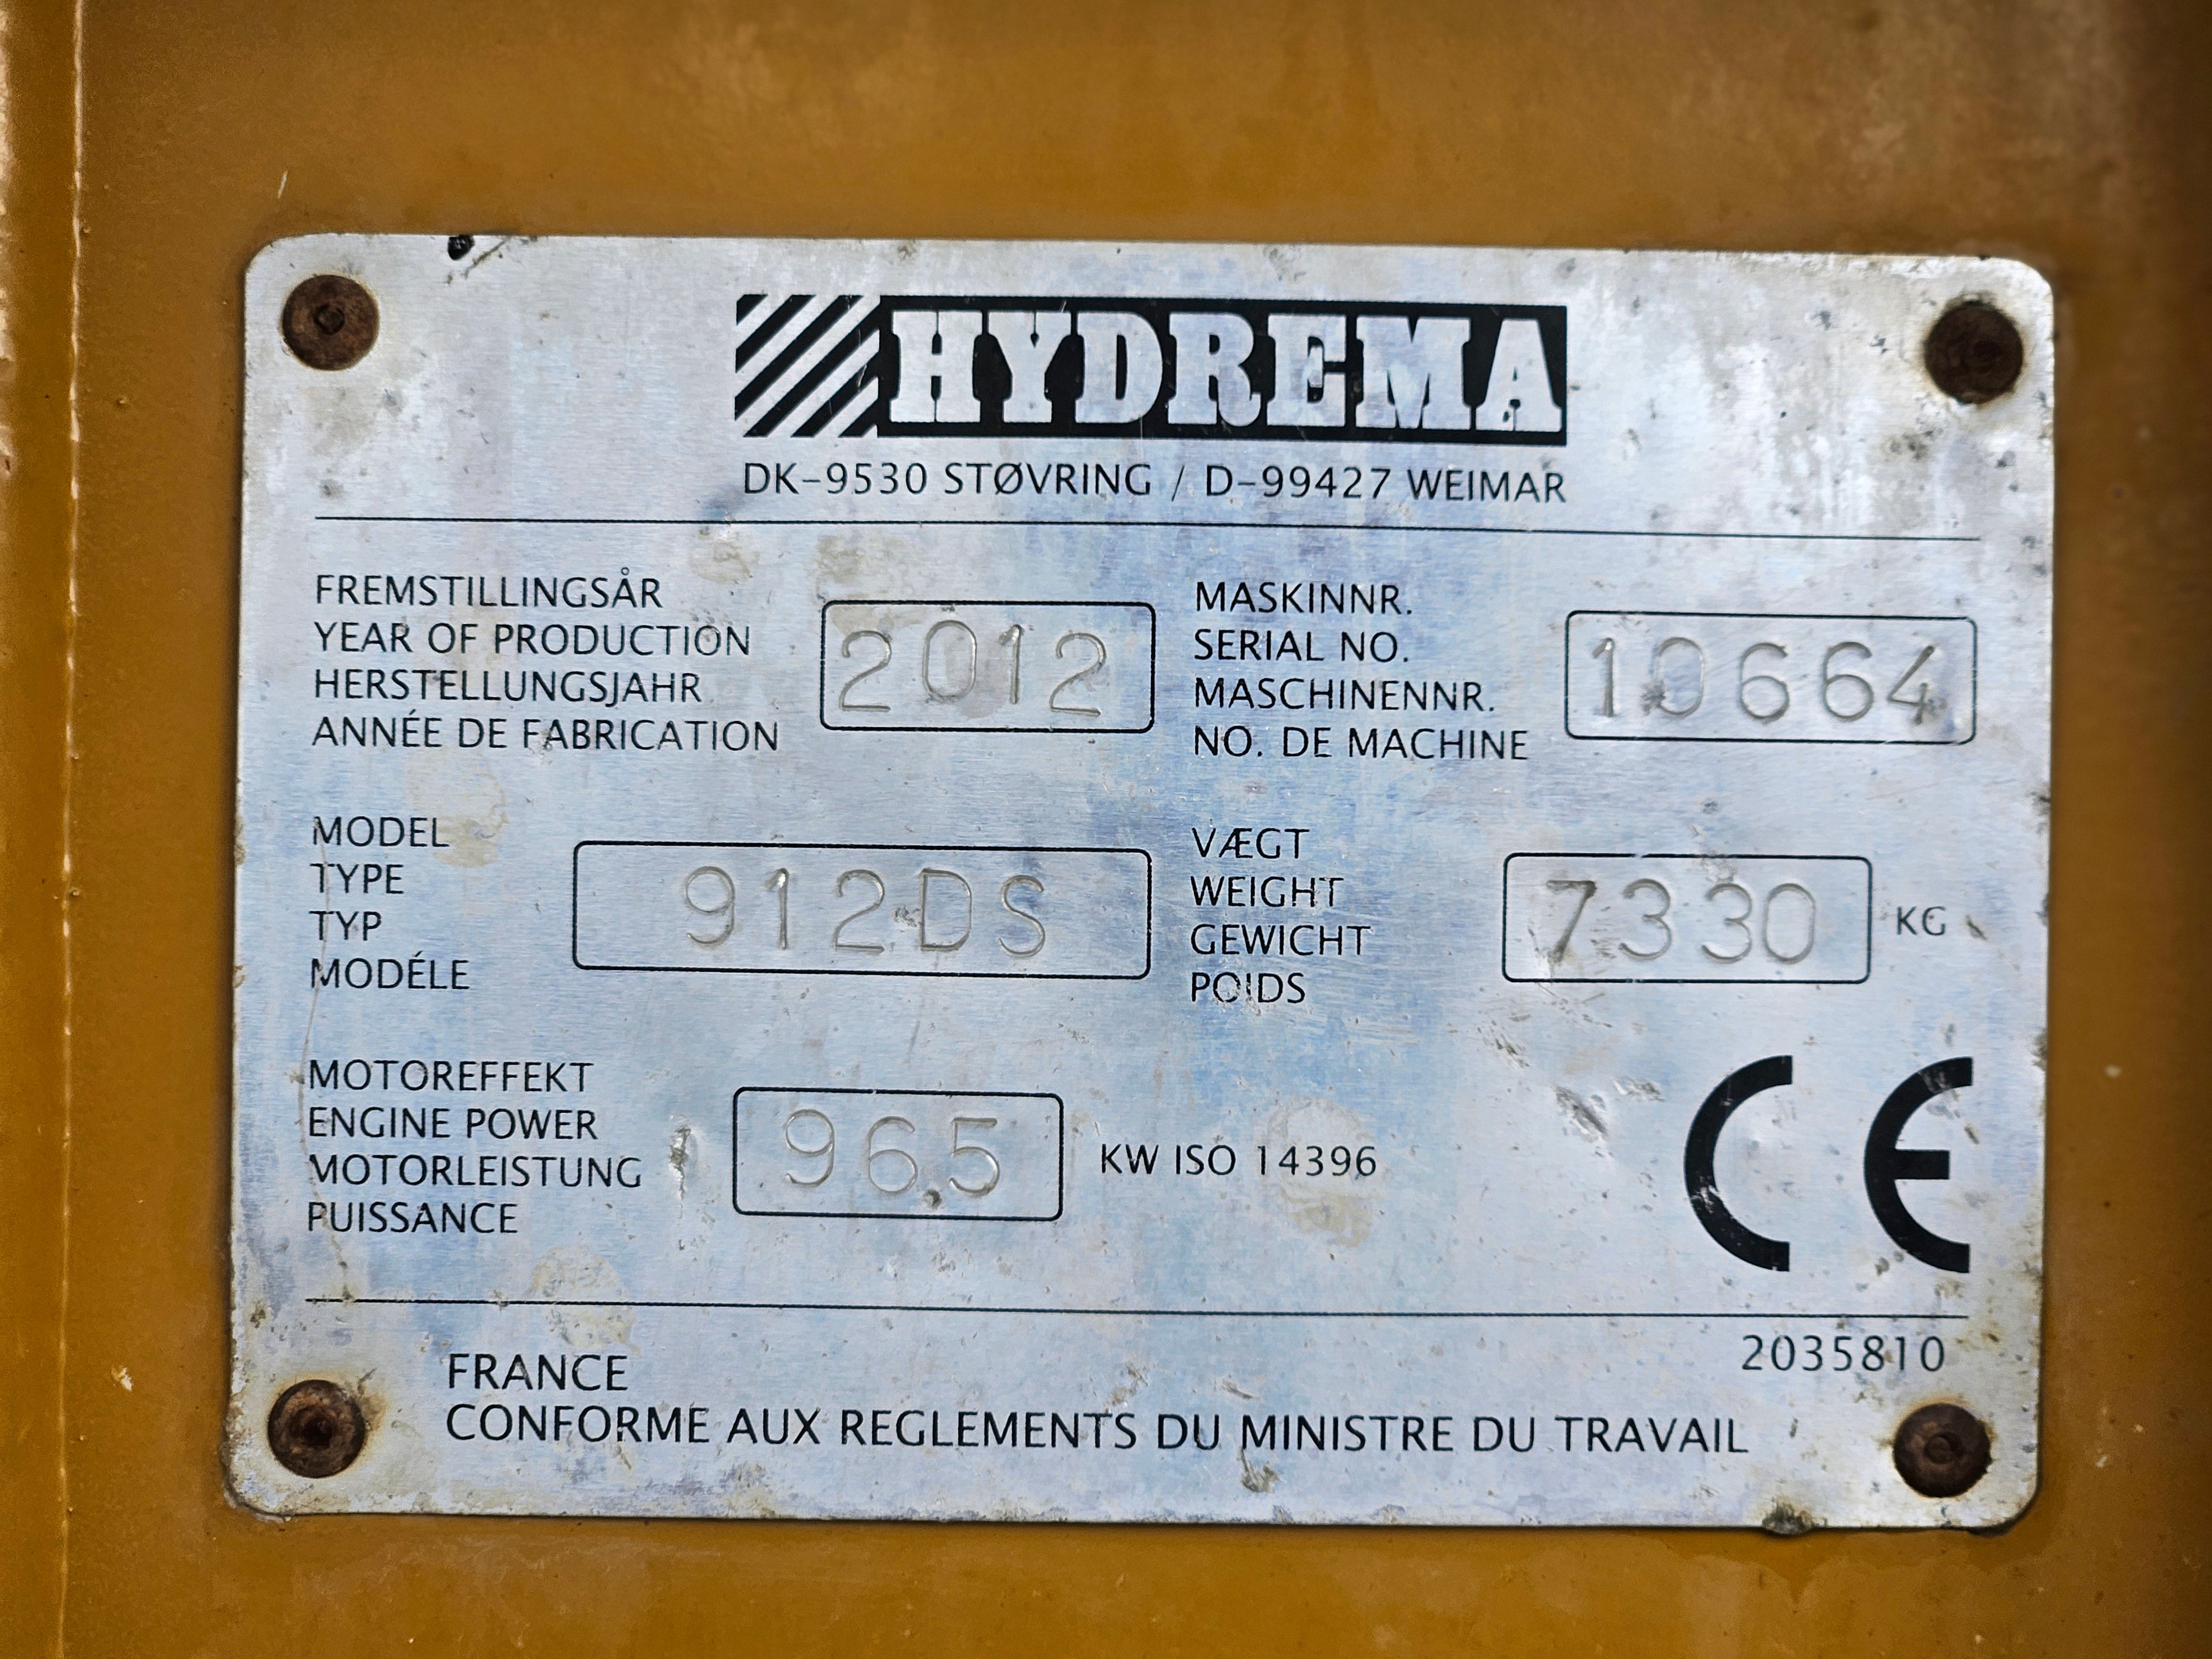 HYDREMA
DK-9530 STØVRING / D-99427 WEIMAR
FREMSTILLINGSÅR
YEAR OF PRODUCTION
HERSTELLUNGSJAHR
ANNÉE DE FABRICATION
2012
MASKINNR.
SERIAL NO.
MASCHINENNR.
NO. DE MACHINE
10664
MODEL
TYPE
TYP
MODÉLE
912DS
VÆGT
WEIGHT
GEWICHT
POIDS
7330 KG
MOTOREFFEKT
ENGINE POWER
MOTORLEISTUNG
PUISSANCE
96.5 KW ISO 14396
CE
2035810
FRANCE
CONFORME AUX REGLEMENTS DU MINISTRE DU TRAVAIL